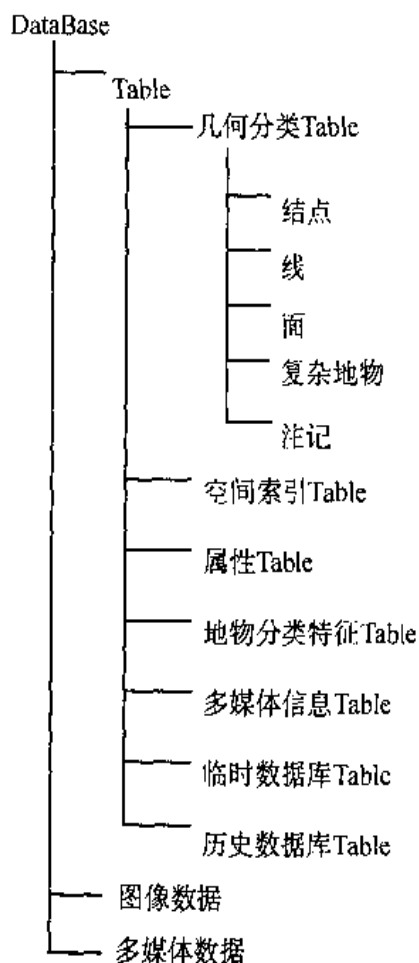 DataBase
Table
几何分类Table
结点
线
面
复杂地物
注记
空间索引Table
属性Table
地物分类特征Table
多媒体信息Table
临时数据库Table
历史数据库Table
图像数据
多媒体数据